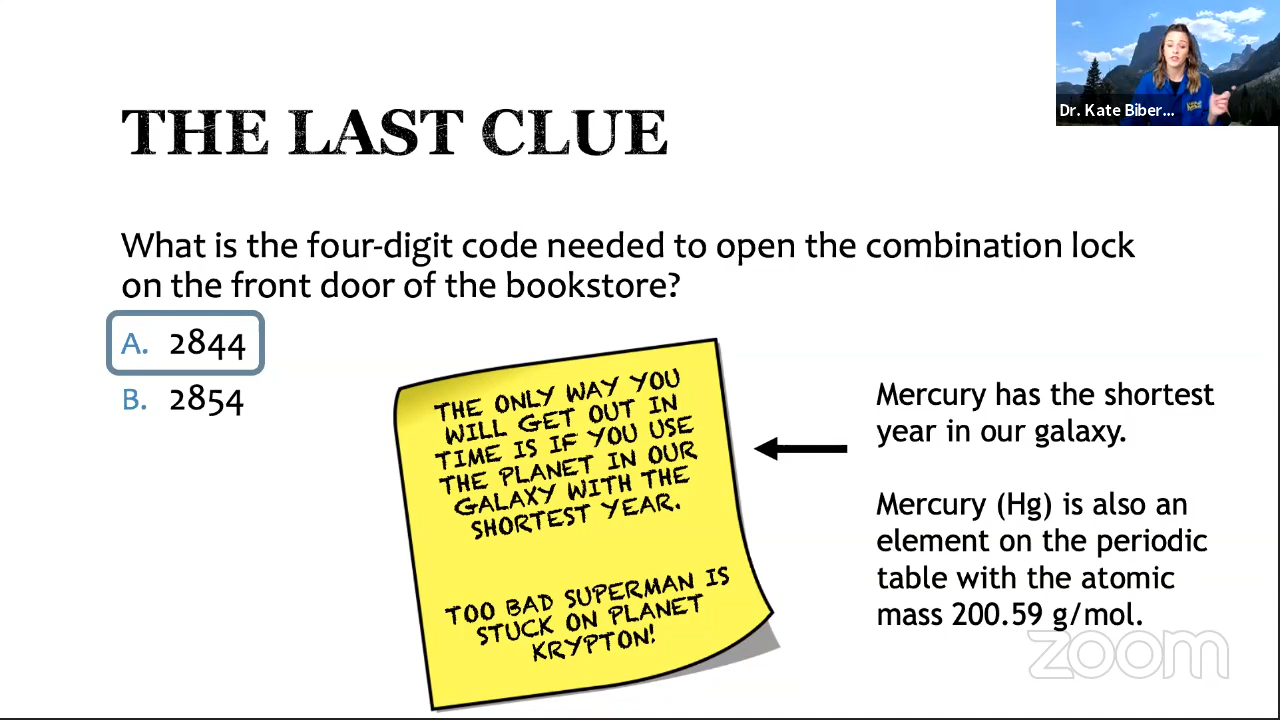 Dr. Kate Biber...
THE LAST CLUE
What is the four-digit code needed to open the combination lock
on the front door of the bookstore?
A. 2844
B. 2854
THE ONLY WAY YOU
WILL GET OUT IN
TIME IS IF YOU USE
THE PLANET IN OUR
GALAXY WITH THE
SHORTEST YEAR.
TOO BAD SUPERMAN IS
STUCK ON PLANET
KRYPTON!
Mercury has the shortest
year in our galaxy.
Mercury (Hg) is also an
element on the periodic
table with the atomic
mass 200.59 g/mol.
zoom